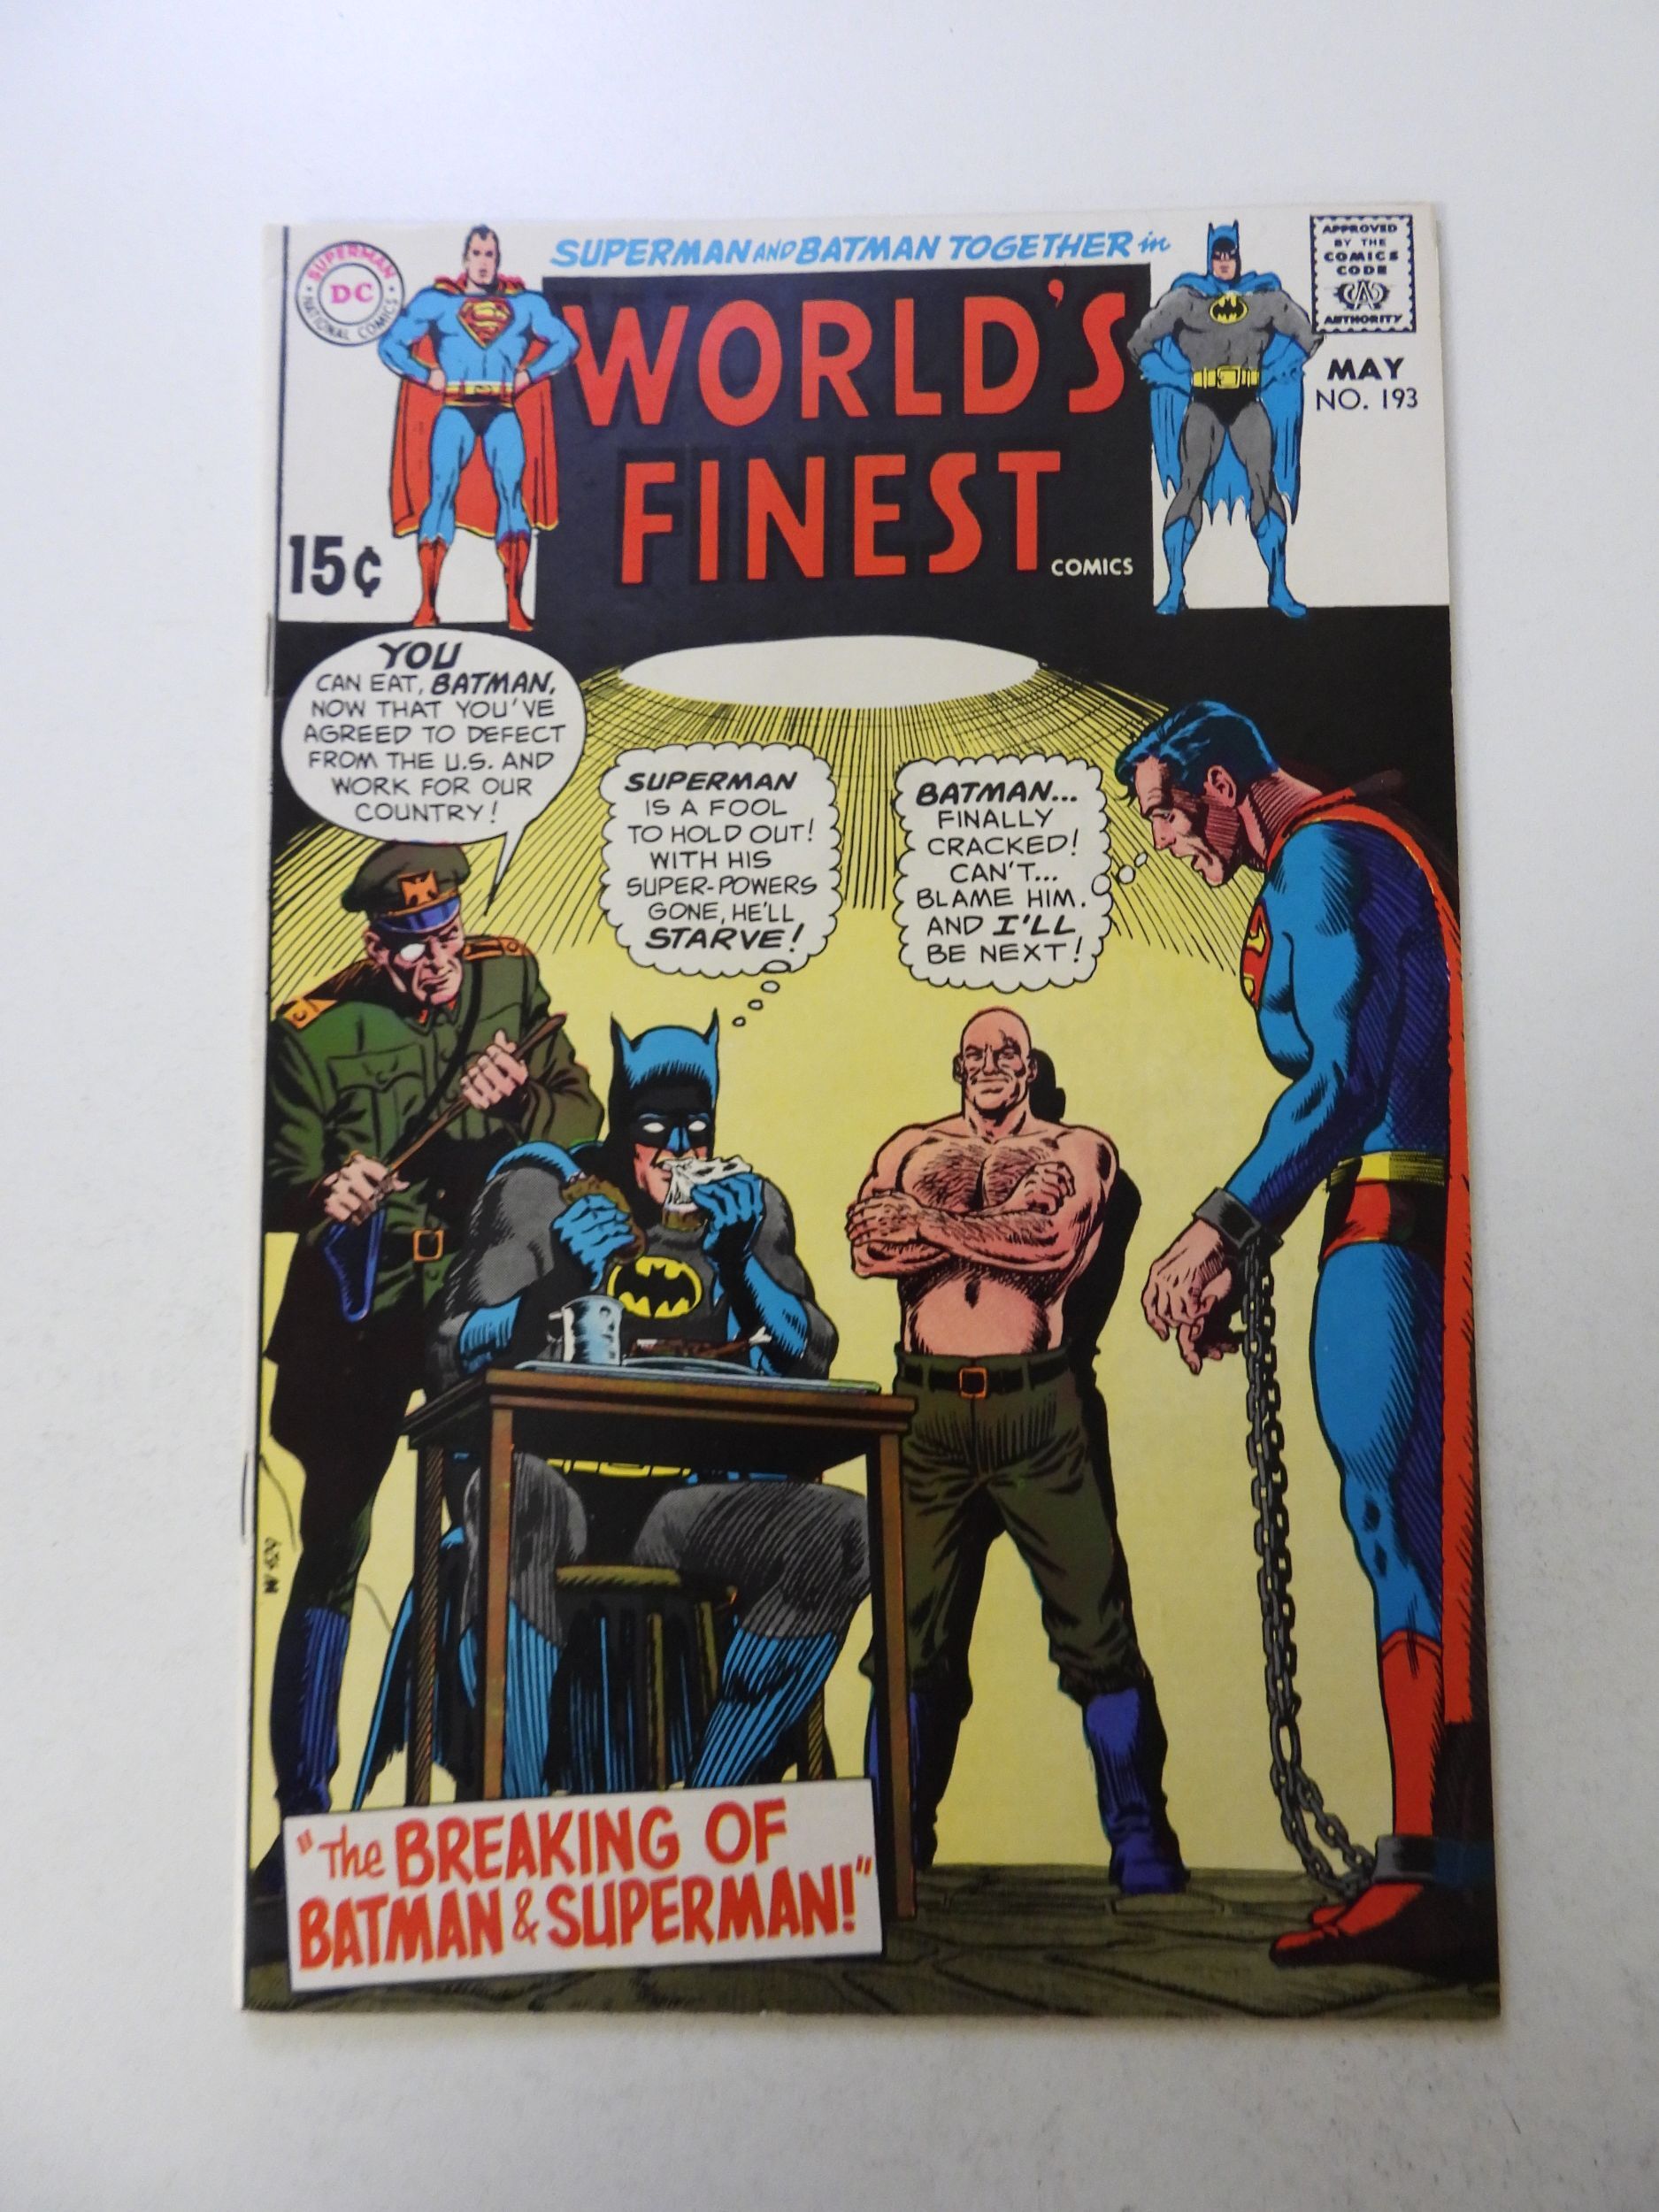 SUPERMAN
DC
NATIONAL COMICS
SUPERMAN AND BATMAN TOGETHER in
WORLD'S
FINEST
COMICS
APPROVED
BY THE
COMICS
CODE
CA
AUTHORITY
MAY
NO. 193
15¢
YOU
CAN EAT, BATMAN,
NOW THAT YOU'VE
AGREED TO DEFECT
FROM THE U.S. AND
WORK FOR OUR
COUNTRY!
SUPERMAN
IS A FOOL
TO HOLD OUT!
WITH HIS
SUPER-POWERS
GONE, HE'LL
STARVE!
BATMAN...
FINALLY
CRACKED!
CAN'T...
BLAME HIM.
AND I'LL
BE NEXT!
"The BREAKING OF
BATMAN & SUPERMAN!"